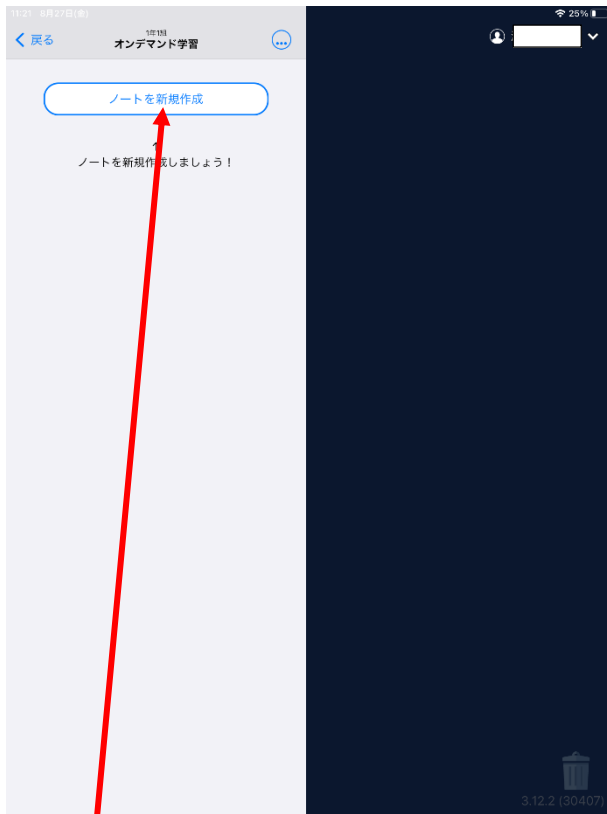 11:21 8月27日(金)
25%
戻る
1年1組
オンデマンド学習
ノートを新規作成
ノートを新規作成しましょう！
3.12.2 (30407)